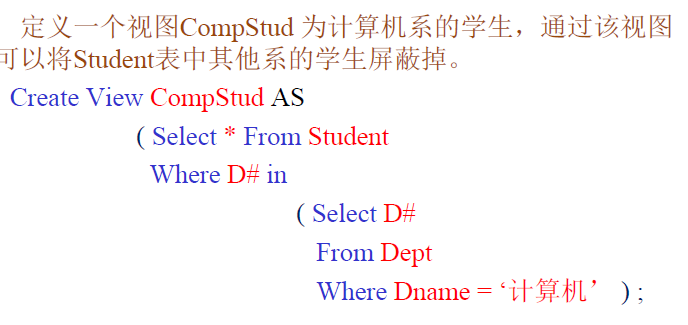 定义一个视图CompStud 为计算机系的学生，通过该视图
可以将Student表中其他系的学生屏蔽掉。
Create View CompStud AS
( Select * From Student
Where D# in
( Select D#
From Dept
Where Dname = ‘计算机’ ) ;